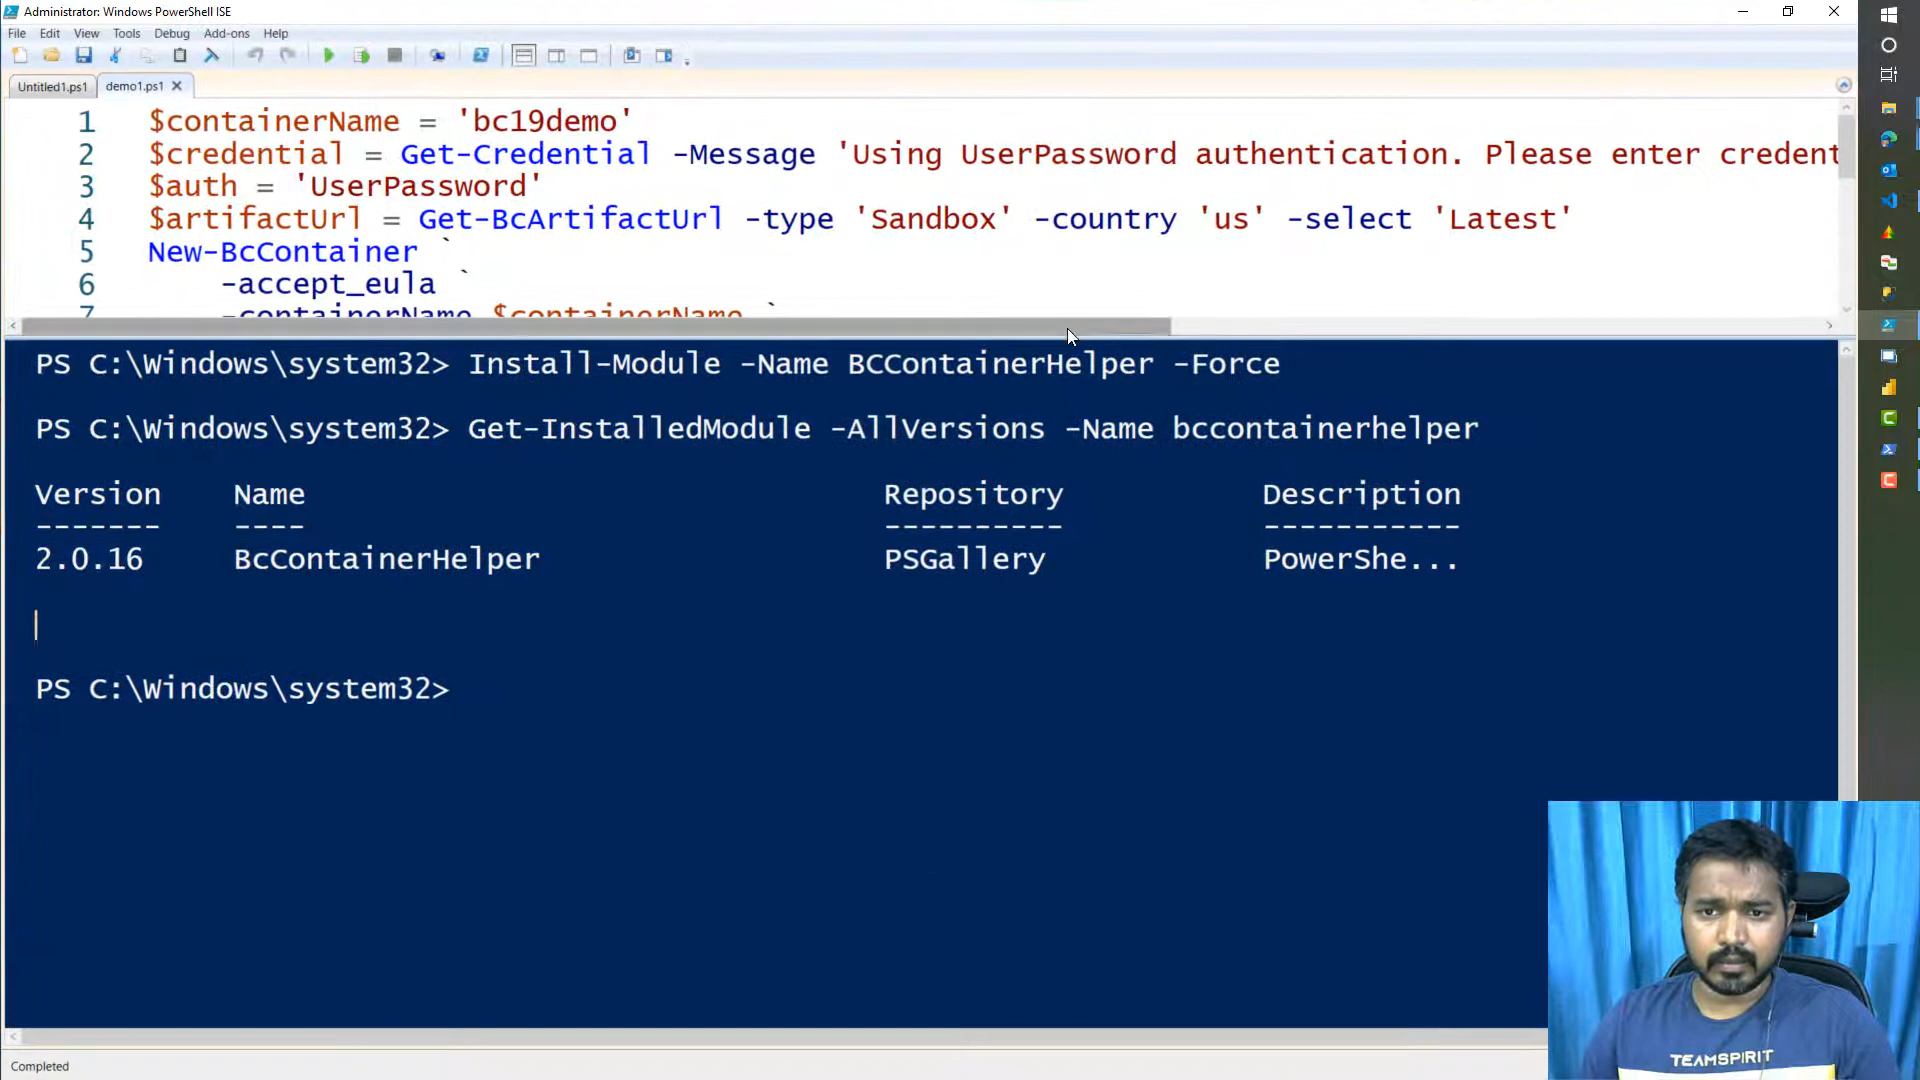 Administrator: Windows PowerShell ISE
File Edit View Tools Debug Add-ons Help
Untitled1.ps1 demo1.ps1
1 $containerName = 'bc19demo'
2 $credential = Get-Credential -Message 'Using UserPassword authentication. Please enter credent
3 $auth = 'UserPassword'
4 $artifactUrl = Get-BcArtifactUrl -type 'Sandbox' -country 'us' -select 'Latest'
5 New-BcContainer `
6 -accept_eula `
7 -containerName $containerName `
PS C:\Windows\system32> Install-Module -Name BCContainerHelper -Force
PS C:\Windows\system32> Get-InstalledModule -AllVersions -Name bccontainerhelper
Version Name Repository Description
------- ---- ---------- -----------
2.0.16 BcContainerHelper PSGallery PowerShe...
PS C:\Windows\system32>
TEAMSPIRIT
Completed